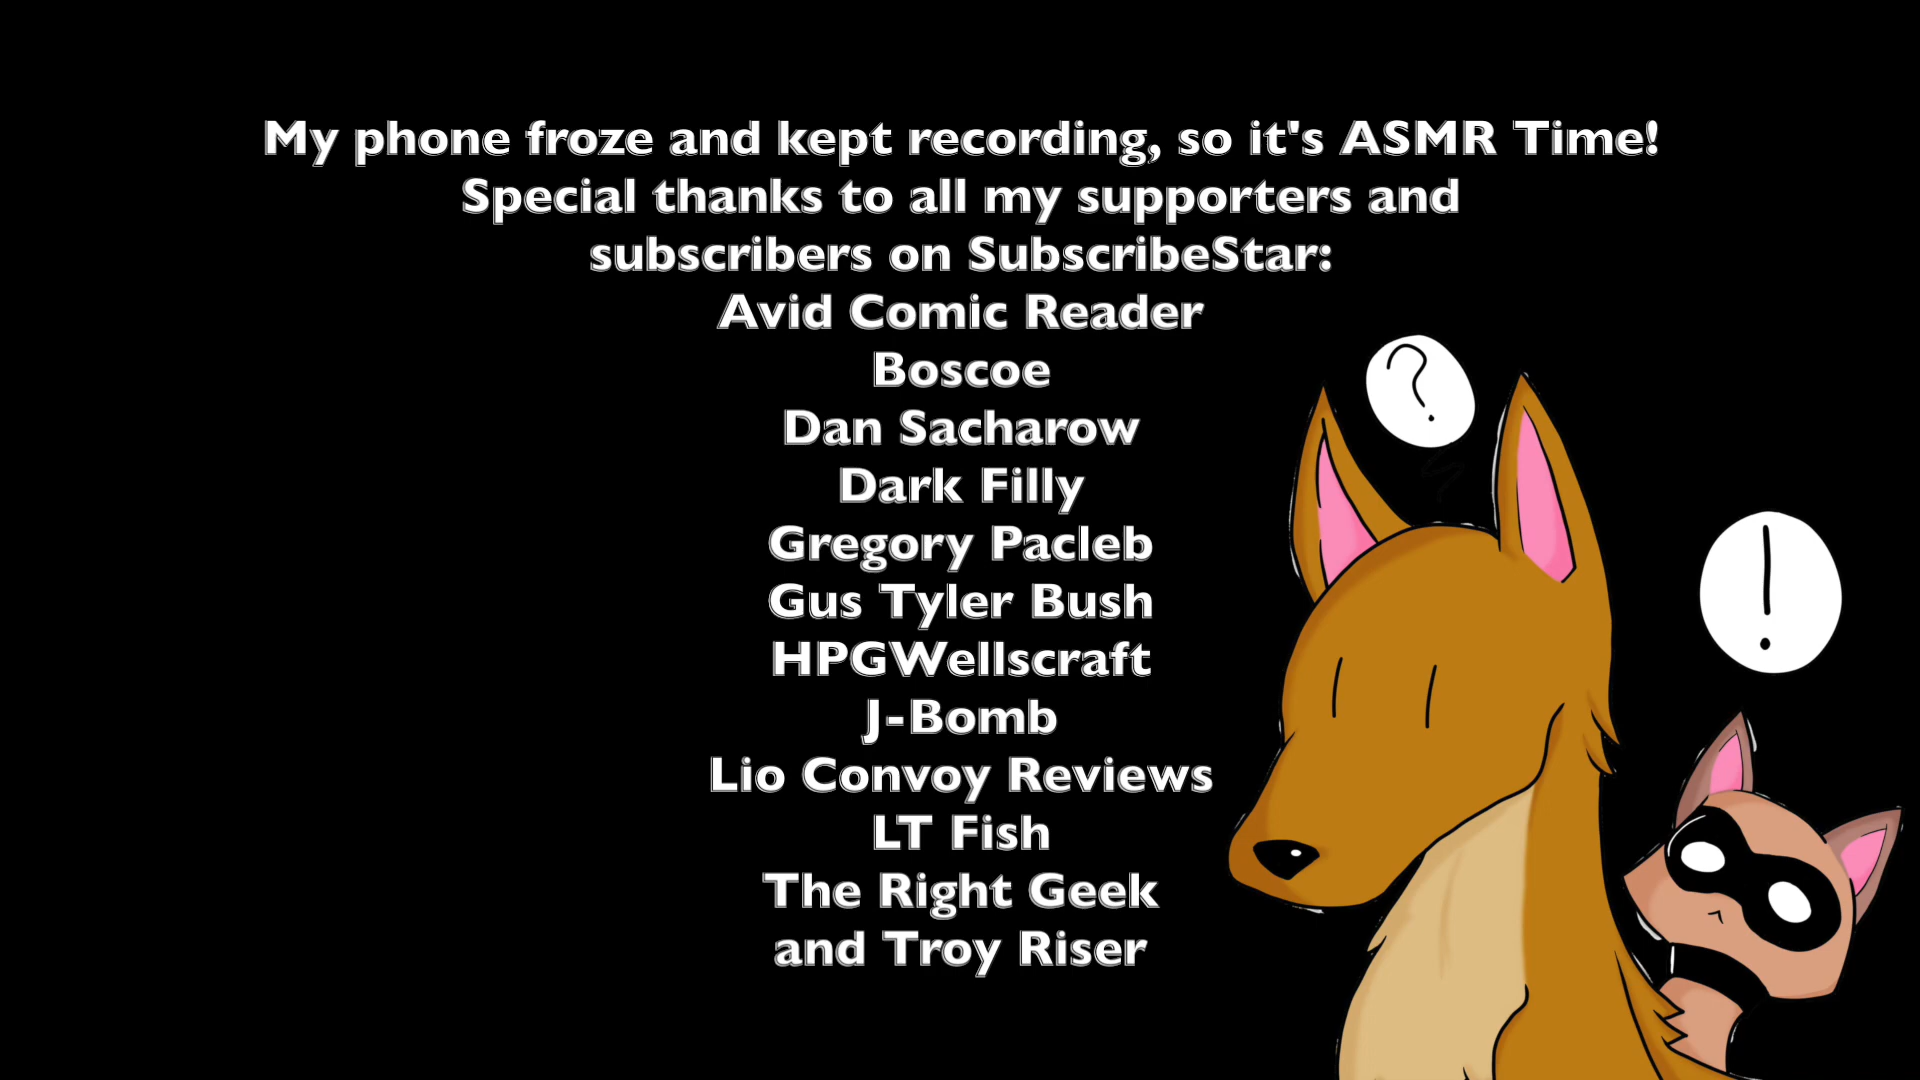 My phone froze and kept recording, so it's ASMR Time!
Special thanks to all my supporters and
subscribers on SubscribeStar:
Avid Comic Reader
Boscoe
Dan Sacharow
Dark Filly
Gregory Pacleb
Gus Tyler Bush
HPGWellscraft
J-Bomb
Lio Convoy Reviews
LT Fish
The Right Geek
and Troy Riser
?
!